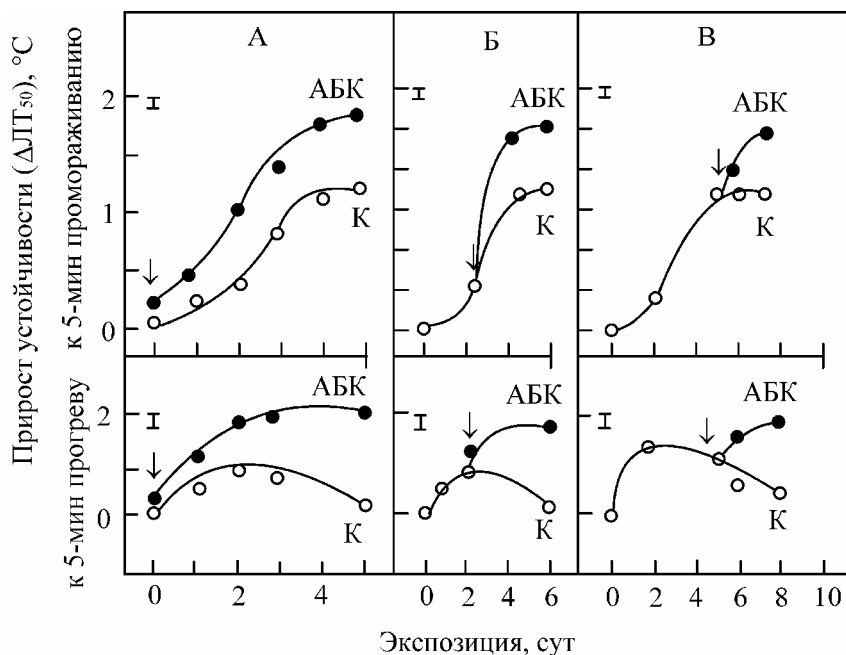 А
Б
В
Прирост устойчивости (ΔЛТ50), °C
к 5-мин промораживанию
к 5-мин прогреву
2
1
0
АБК
К
АБК
К
АБК
К
2
0
АБК
К
АБК
К
АБК
К
0 2 4
0 2 4 6
0 2 4 6 8 10
Экспозиция, сут